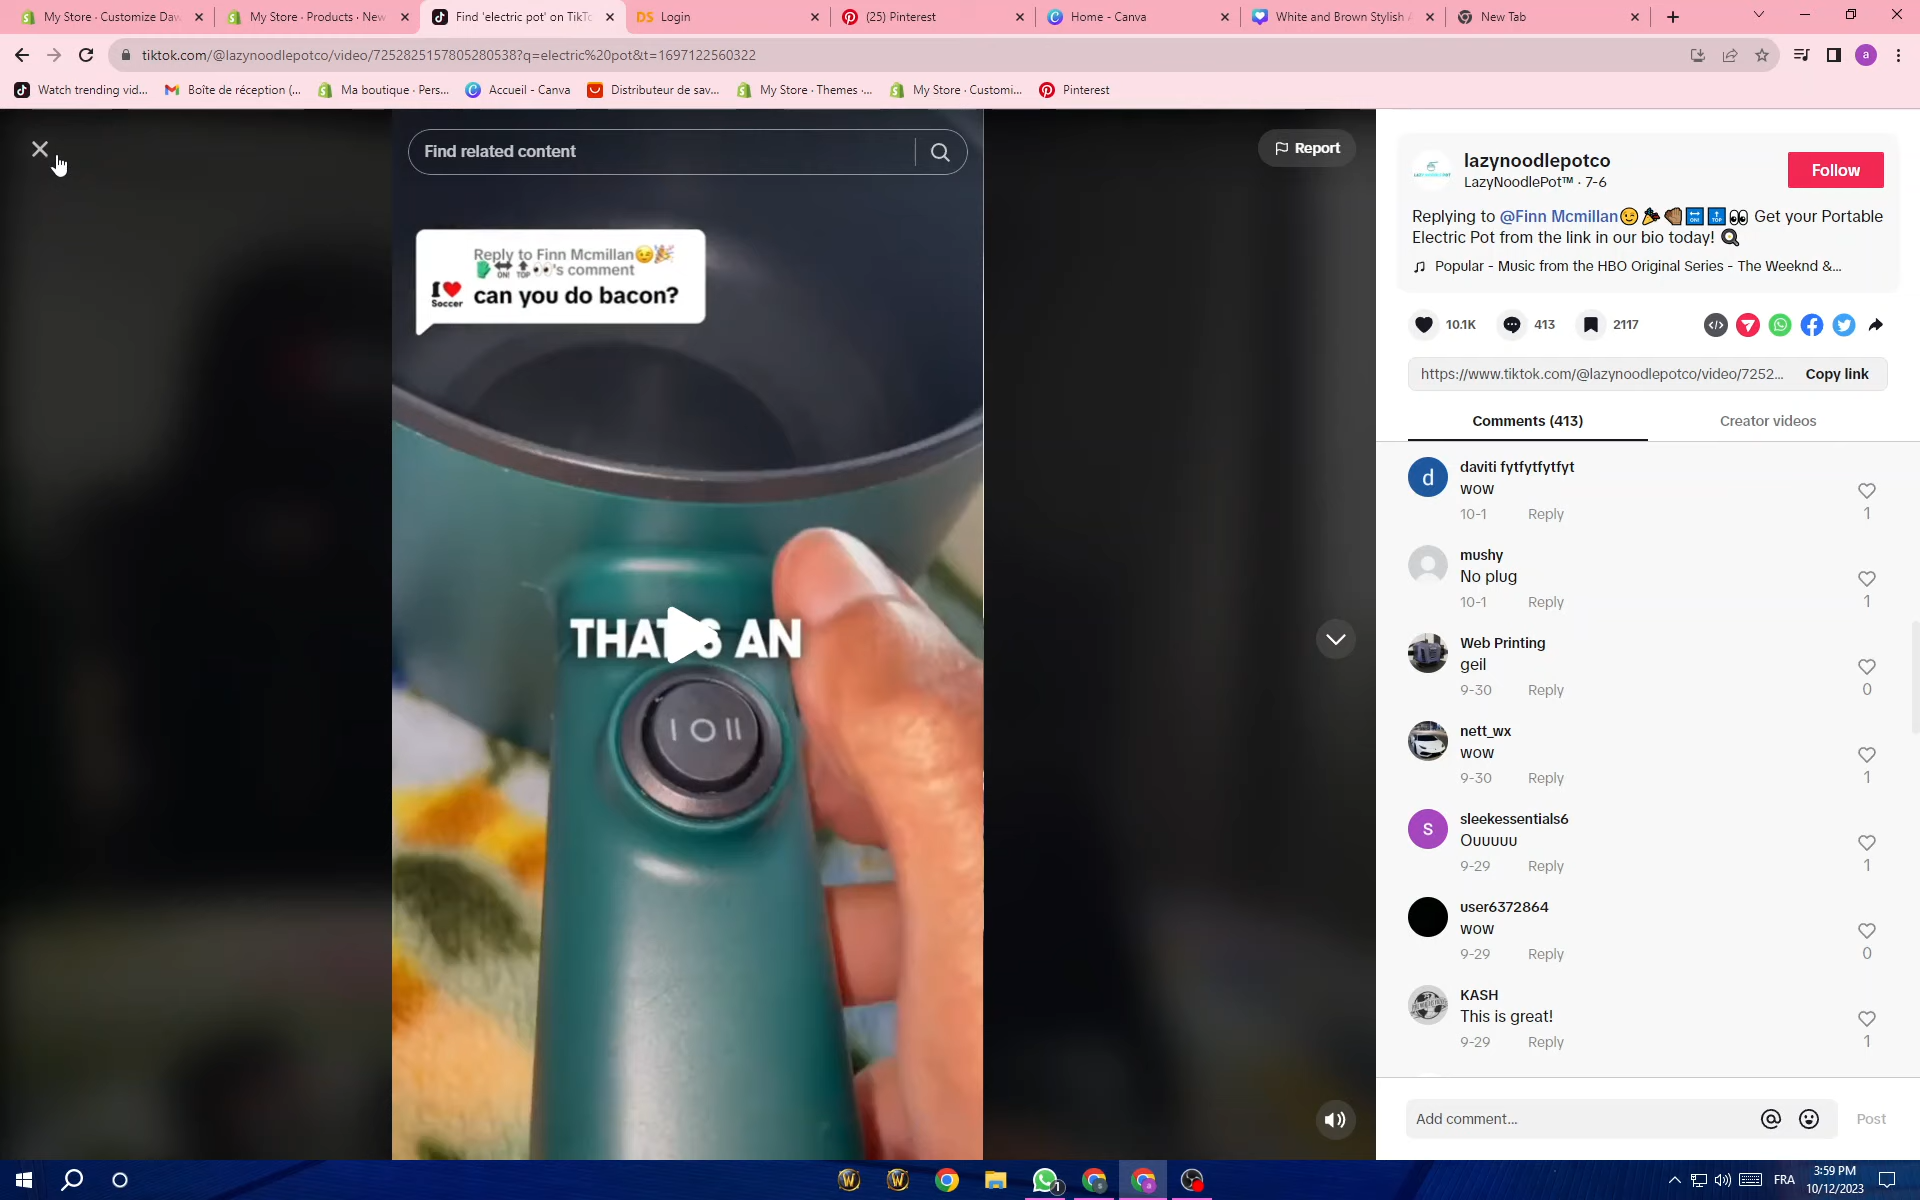 My Store · Customize Daw
My Store · Products · New
Find 'electric pot' on TikTo
DS Login
(25) Pinterest
Home - Canva
White and Brown Stylish A
New Tab
tiktok.com/@lazynoodlepotco/video/7252825157805280538?q=electric%20pot&t=1697122560322
a
Watch trending vid...
Boîte de réception (...
Ma boutique · Pers...
Accueil - Canva
Distributeur de sav...
My Store · Themes ·...
My Store · Customi...
Pinterest
Find related content
Report
Reply to Finn Mcmillan😉🎉
ON! TOP 👀's comment
I ❤ Soccer
can you do bacon?
THAT'S AN
I O II
lazynoodlepotco
LazyNoodlePot™ · 7-6
Follow
Replying to @Finn Mcmillan ON! TOP Get your Portable
Electric Pot from the link in our bio today!
Popular - Music from the HBO Original Series - The Weeknd &...
10.1K 413 2117
https://www.tiktok.com/@lazynoodlepotco/video/7252...
Copy link
Comments (413)
Creator videos
d
daviti fytfytfytfyt
wow
10-1 Reply
1
mushy
No plug
10-1 Reply
1
Web Printing
geil
9-30 Reply
0
nett_wx
wow
9-30 Reply
1
S
sleekessentials6
Ouuuuu
9-29 Reply
1
user6372864
wow
9-29 Reply
0
KASH
This is great!
9-29 Reply
1
Add comment...
Post
1
FRA
3:59 PM
10/12/2023